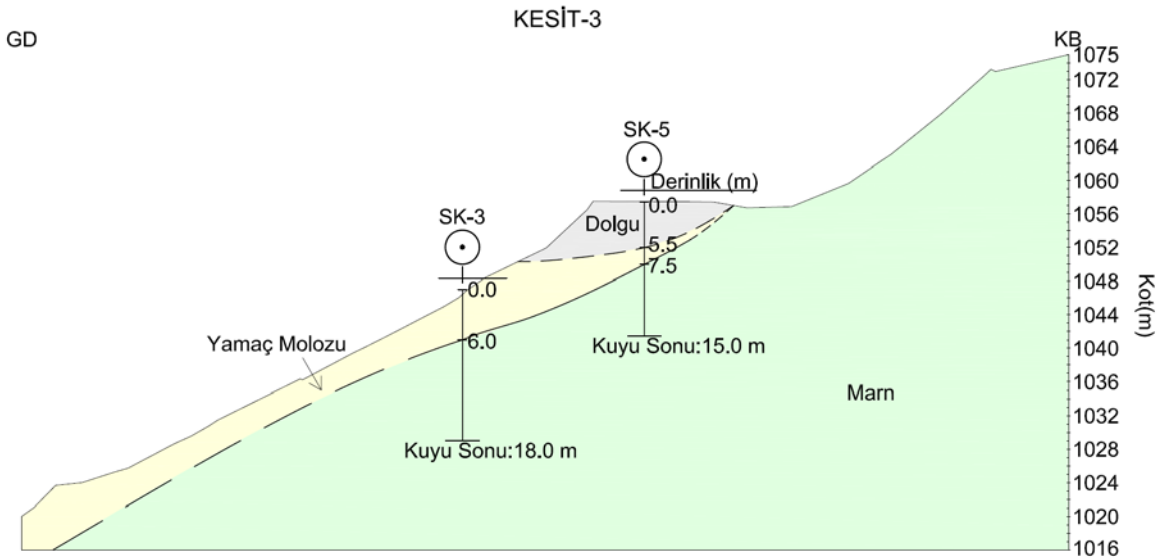 KESİT-3
GD
KB
1075
1072
1068
1064
1060
1056
1052
1048
1044
1040
1036
1032
1028
1024
1020
1016
Kot(m)
SK-5
Derinlik (m)
0.0
Dolgu
5.5
7.5
Kuyu Sonu:15.0 m
SK-3
0.0
6.0
Kuyu Sonu:18.0 m
Yamaç Molozu
Marn